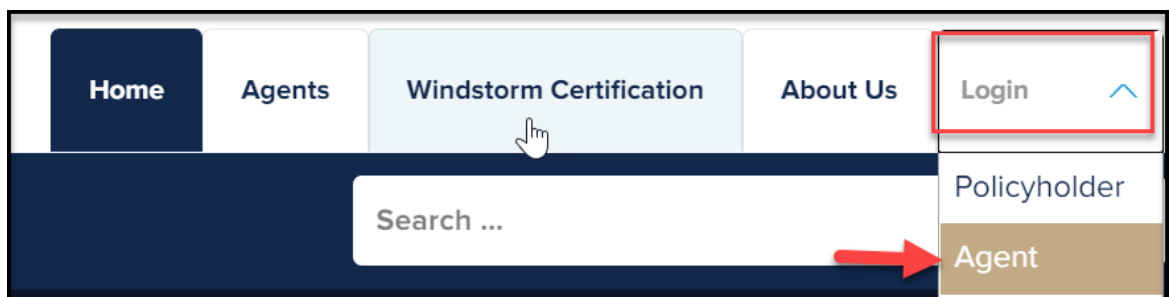 Home
Agents
Windstorm Certification
About Us
Login
Policyholder
Search ...
Agent